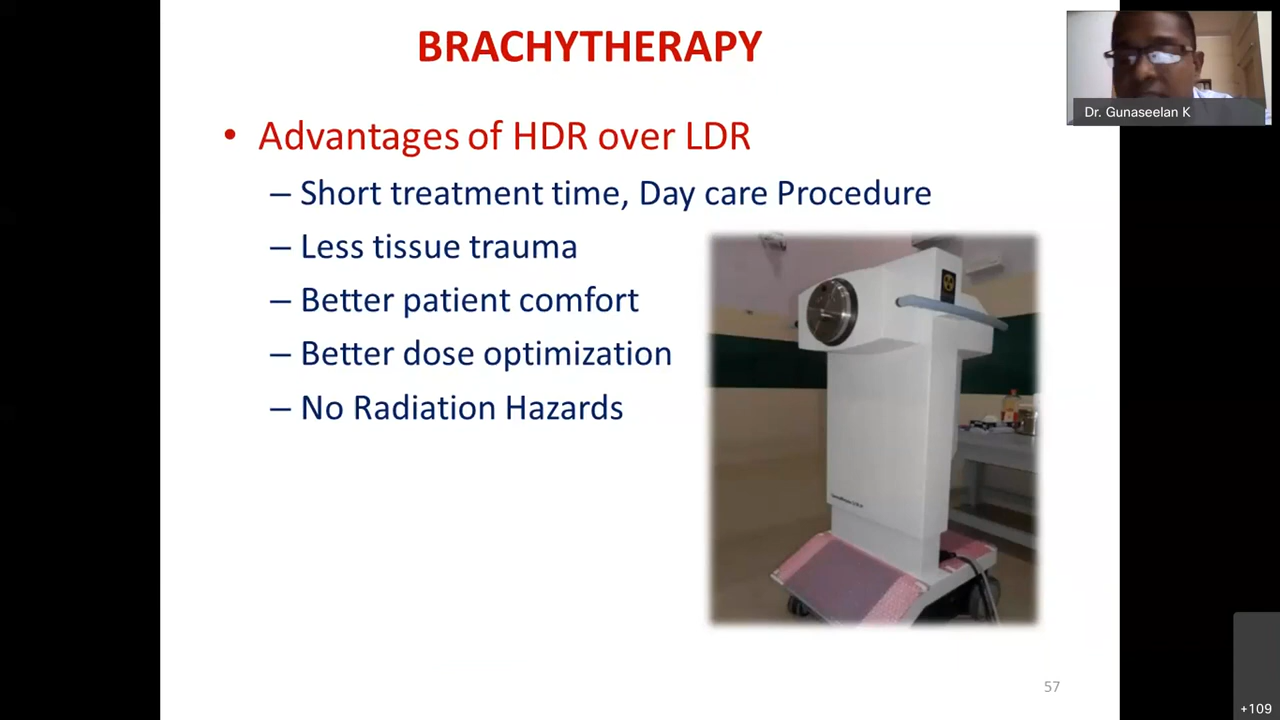 BRACHYTHERAPY
Dr. Gunaseelan K
• Advantages of HDR over LDR
– Short treatment time, Day care Procedure
– Less tissue trauma
– Better patient comfort
– Better dose optimization
– No Radiation Hazards
57
+109